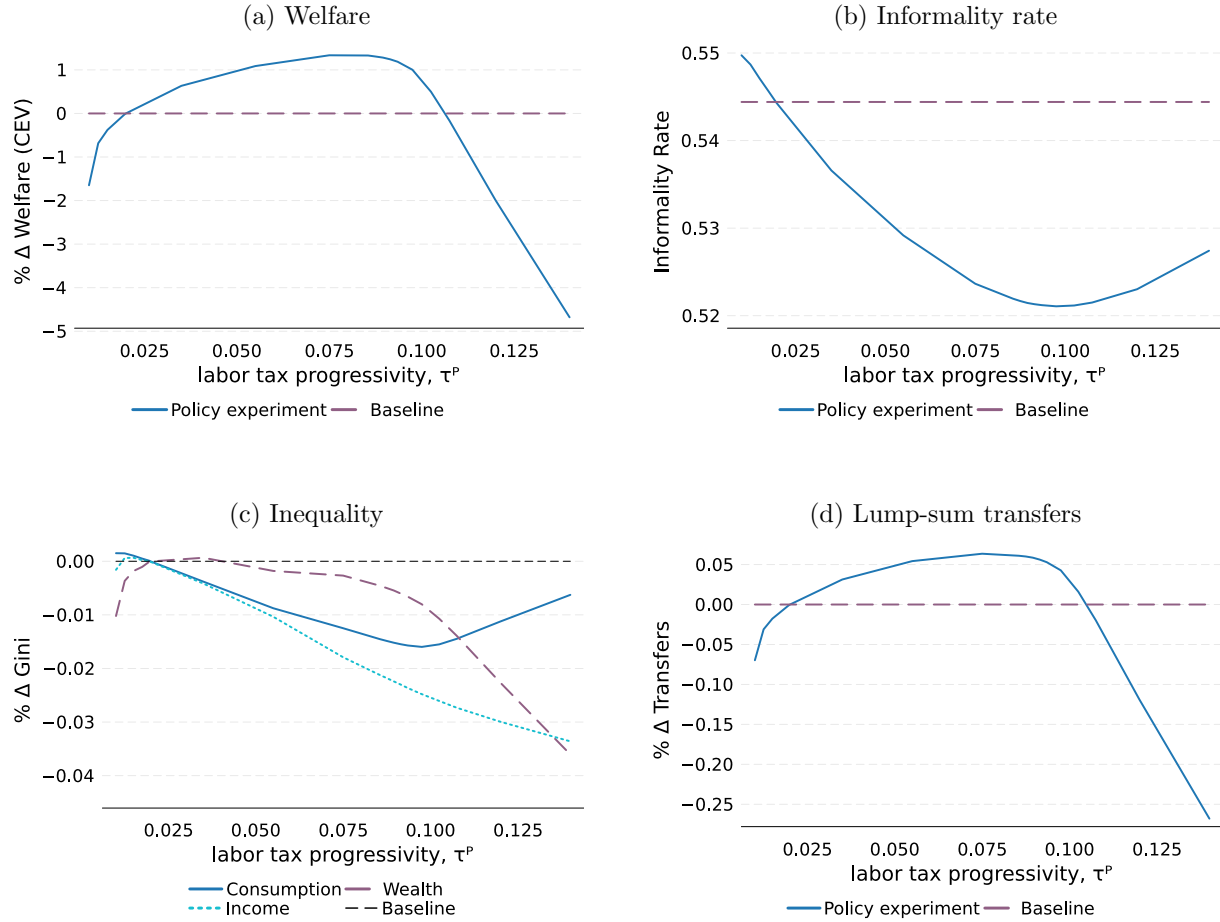 (a) Welfare
% Δ Welfare (CEV)
1
0
−1
−2
−3
−4
−5
0.025 0.050 0.075 0.100 0.125
labor tax progressivity, τᴾ
Policy experiment Baseline
(b) Informality rate
Informality Rate
0.55
0.54
0.53
0.52
0.025 0.050 0.075 0.100 0.125
labor tax progressivity, τᴾ
Policy experiment Baseline
(c) Inequality
% Δ Gini
0.00
−0.01
−0.02
−0.03
−0.04
0.025 0.050 0.075 0.100 0.125
labor tax progressivity, τᴾ
Consumption Wealth
Income Baseline
(d) Lump-sum transfers
% Δ Transfers
0.05
0.00
−0.05
−0.10
−0.15
−0.20
−0.25
0.025 0.050 0.075 0.100 0.125
labor tax progressivity, τᴾ
Policy experiment Baseline